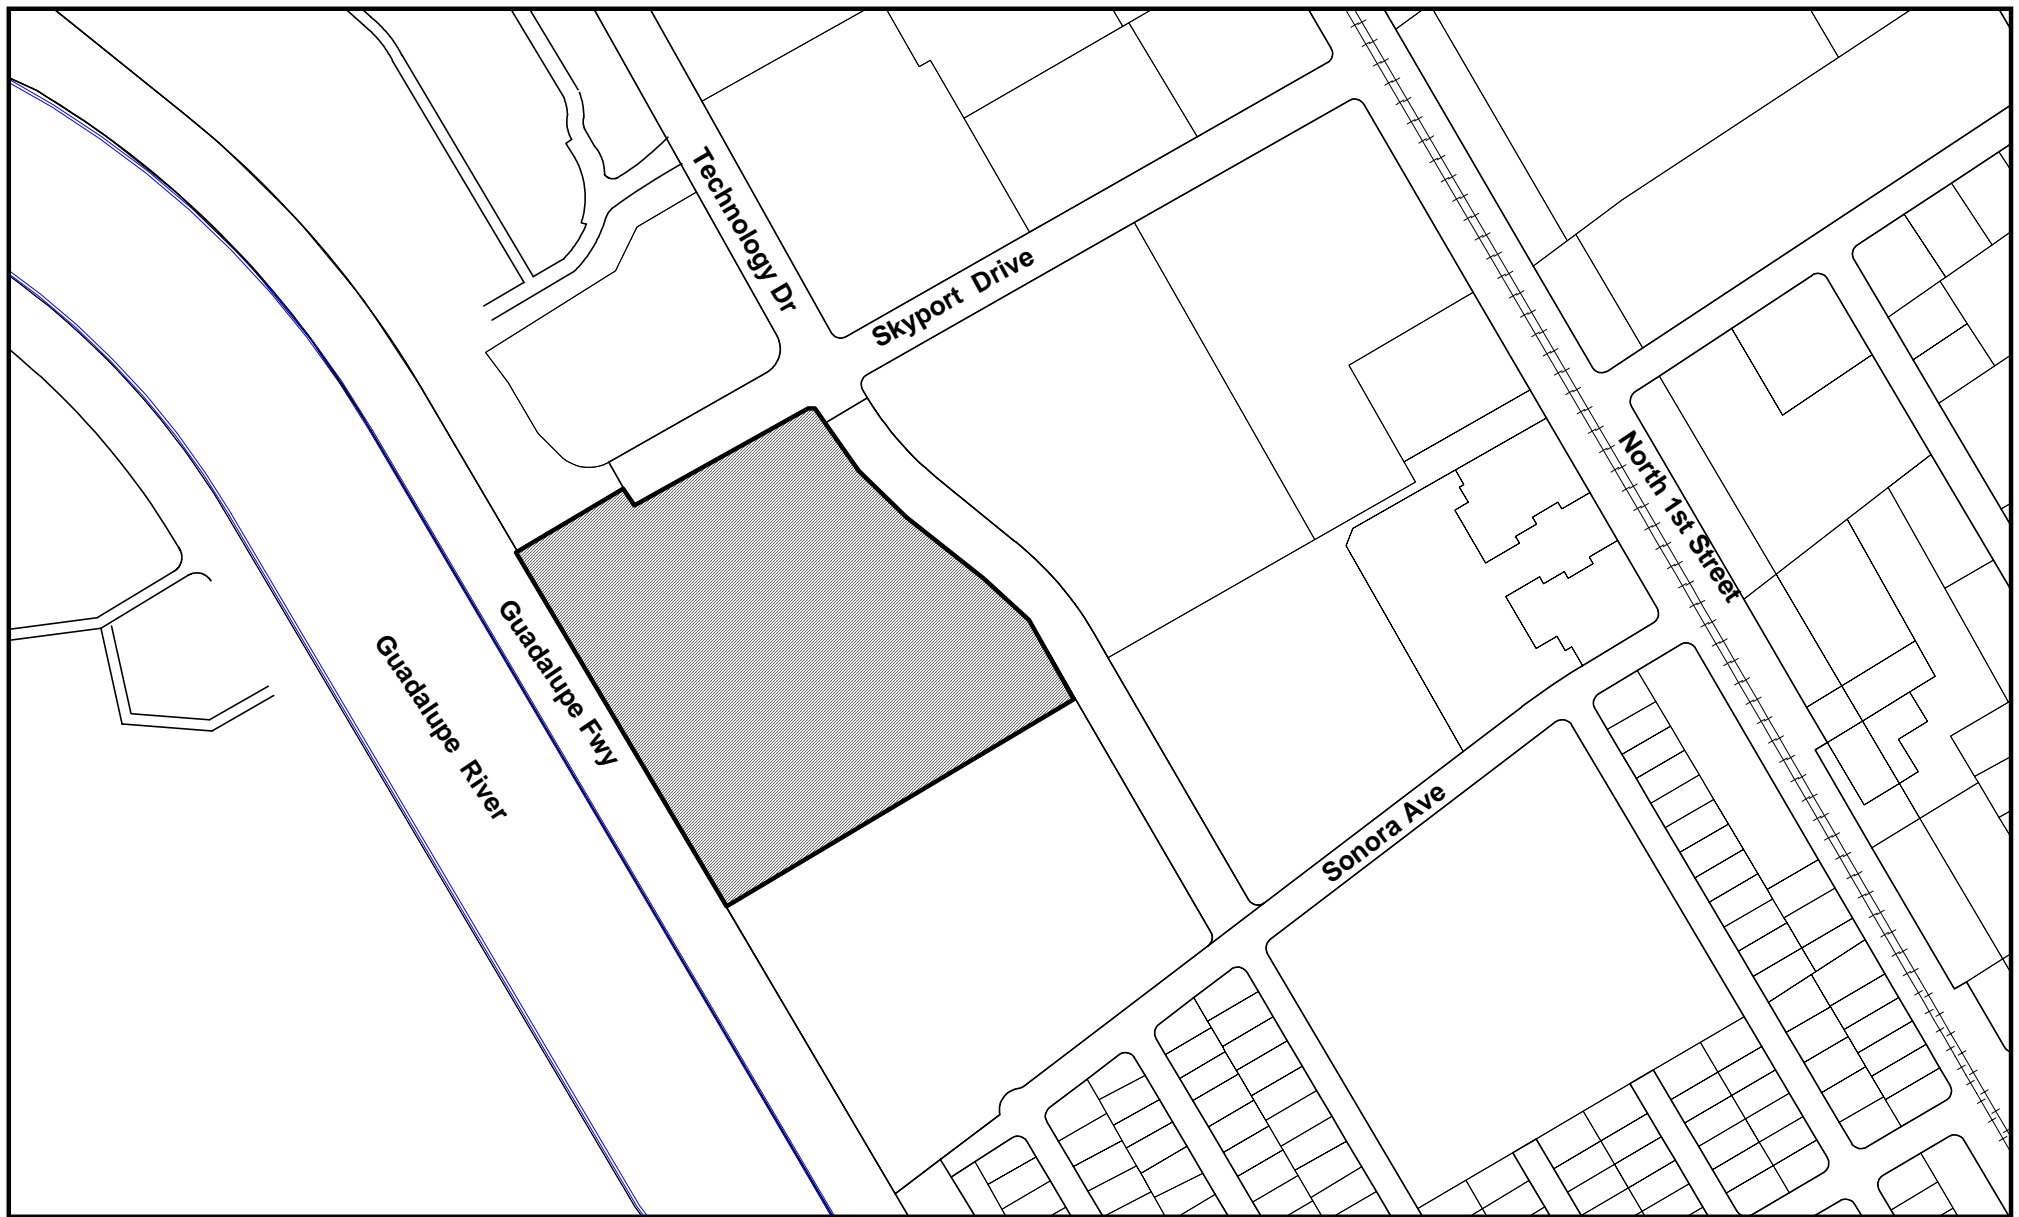 Technology Dr
Skyport Drive
North 1st Street
Guadalupe Fwy
Guadalupe River
Sonora Ave